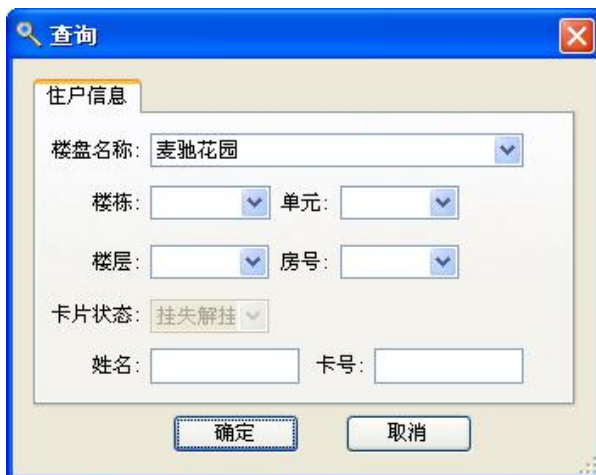 查询
住户信息
楼盘名称: 麦驰花园
楼栋: 单元:
楼层: 房号:
卡片状态: 挂失解挂
姓名: 卡号:
确定 取消